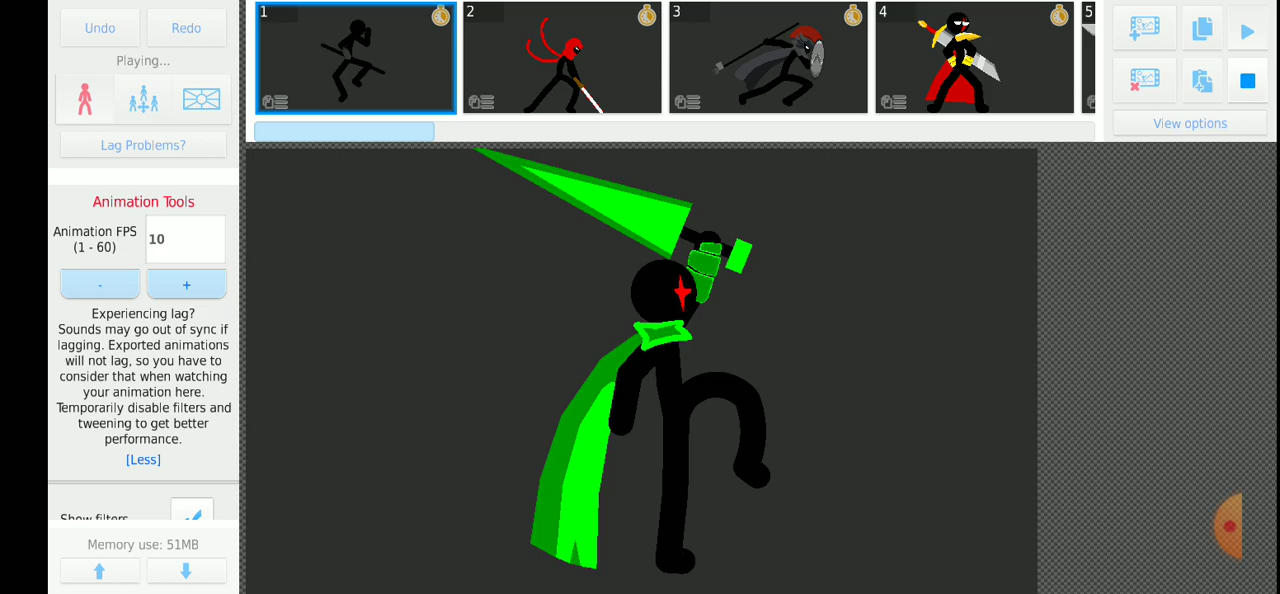 Undo
Redo
Playing...
Lag Problems?
Animation Tools
Animation FPS
(1 - 60)
10
-
+
Experiencing lag?
Sounds may go out of sync if
lagging. Exported animations
will not lag, so you have to
consider that when watching
your animation here.
Temporarily disable filters and
tweening to get better
performance.
[Less]
Show filters
Memory use: 51MB
1
2
3
4
5
View options